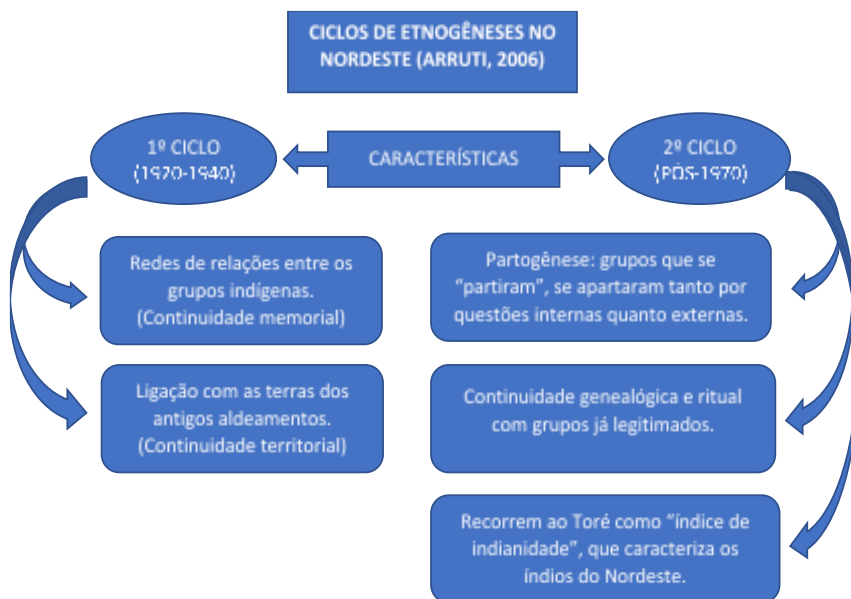 CICLOS DE ETNOGÊNESES NO
NORDESTE (ARRUTI, 2006)
1º CICLO
(1920-1940)
CARACTERÍSTICAS
2º CICLO
(PÓS-1970)
Redes de relações entre os
grupos indígenas.
(Continuidade memorial)
Ligação com as terras dos
antigos aldeamentos.
(Continuidade territorial)
Partogênese: grupos que se
“partiram”, se apartaram tanto por
questões internas quanto externas.
Continuidade genealógica e ritual
com grupos já legitimados.
Recorrem ao Toré como “índice de
indianidade”, que caracteriza os
índios do Nordeste.